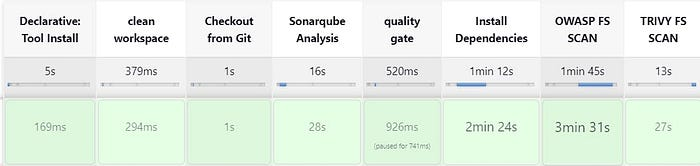 Declarative: Tool Install
clean workspace
Checkout from Git
Sonarqube Analysis
quality gate
Install Dependencies
OWASP FS SCAN
TRIVY FS SCAN
5s
379ms
1s
16s
520ms
1min 12s
1min 45s
13s
169ms
294ms
1s
28s
926ms
(paused for 741ms)
2min 24s
3min 31s
27s